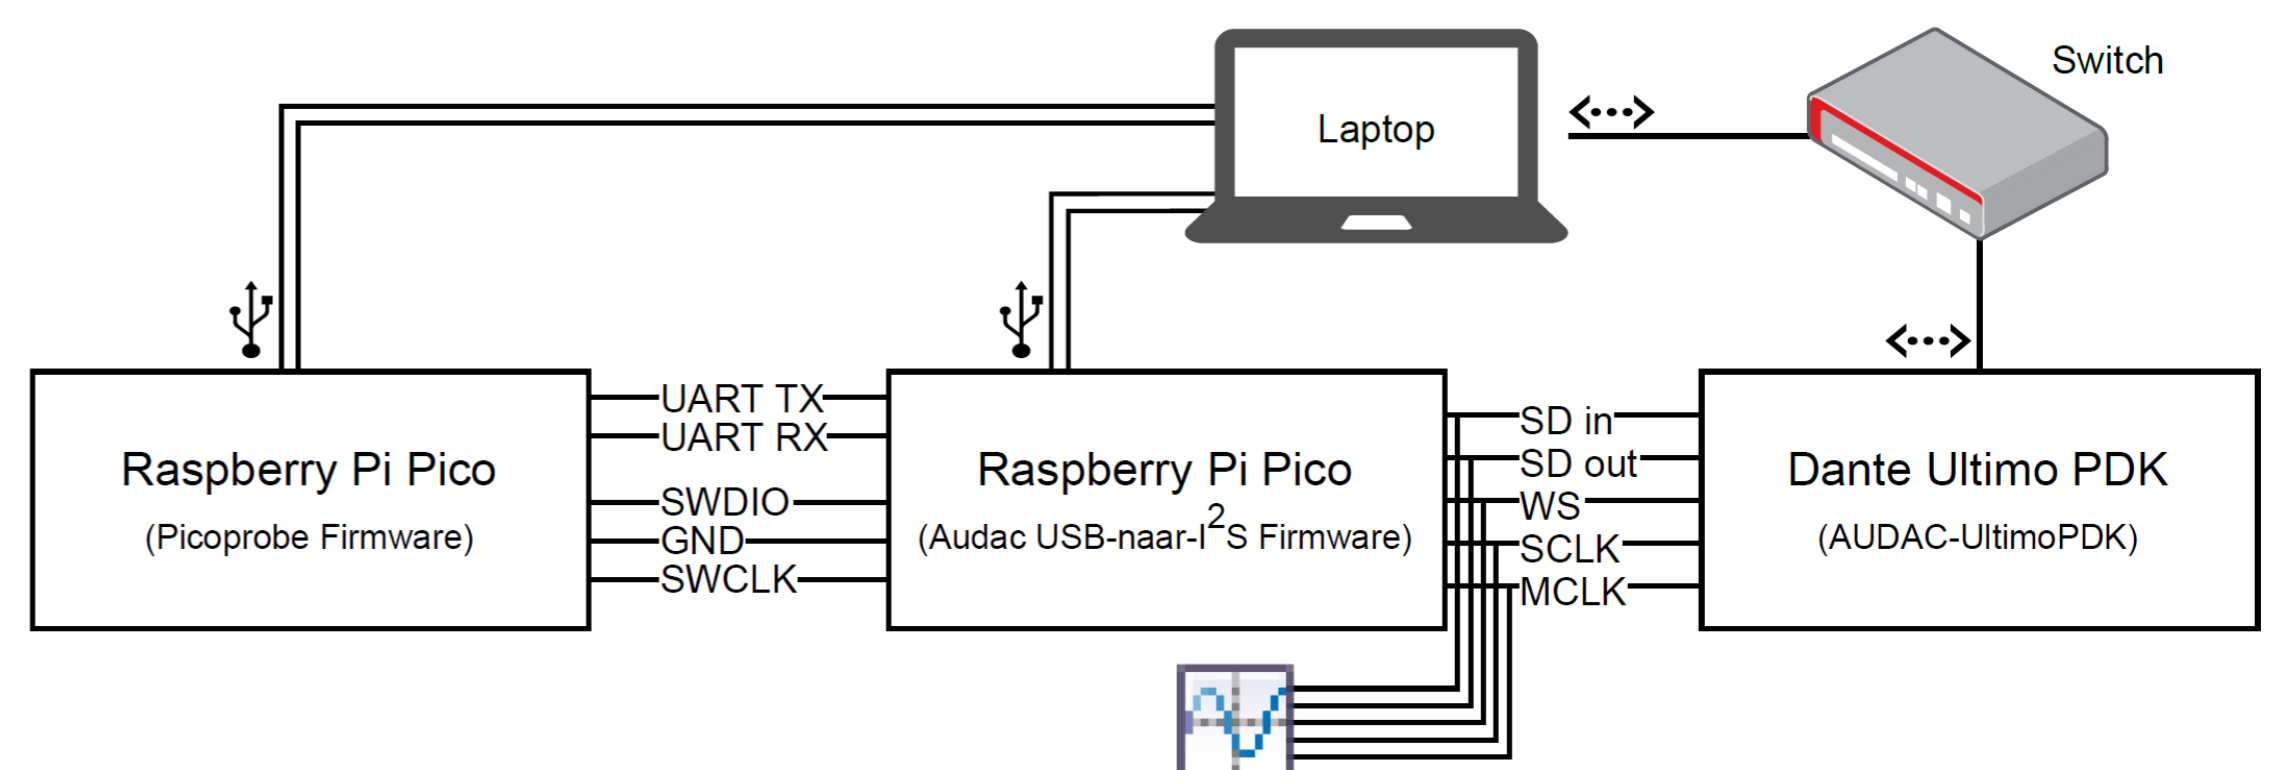 Switch
Laptop
Raspberry Pi Pico
(Picoprobe Firmware)
UART TX
UART RX
SWDIO
GND
SWCLK
Raspberry Pi Pico
(Audac USB-naar-I²S Firmware)
SD in
SD out
WS
SCLK
MCLK
Dante Ultimo PDK
(AUDAC-UltimoPDK)